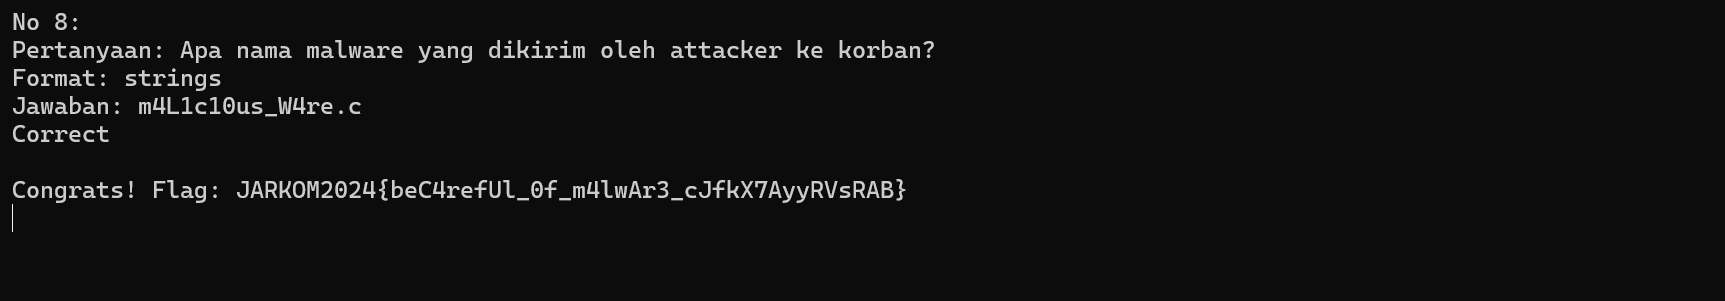 No 8:
Pertanyaan: Apa nama malware yang dikirim oleh attacker ke korban?
Format: strings
Jawaban: m4L1c10us_W4re.c
Correct
Congrats! Flag: JARKOM2024{beC4refUl_0f_m4lwAr3_cJfkX7AyyRVsRAB}